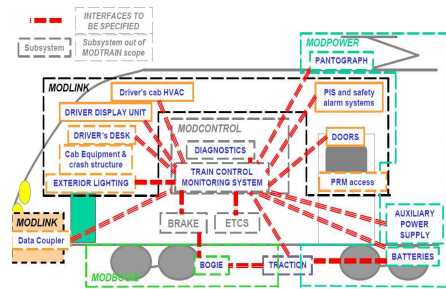 INTERFACES TO
BE SPECIFIED
Subsystem
Subsystem out of
MODTRAIN scope
MODPOWER
PANTOGRAPH
MODLINK
Driver's cab HVAC
PIS and safety
alarm systems
DRIVER DISPLAY UNIT
MODCONTROL
DRIVER's DESK
DIAGNOSTICS
DOORS
Cab Equipment &
crash structure
TRAIN CONTROL
MONITORING SYSTEM
EXTERIOR LIGHTING
PRM access
MODLINK
Data Coupler
BRAKE
ETCS
AUXILIARY
POWER
SUPPLY
BATTERIES
BOGIE
TRACTION
MODBOGIE